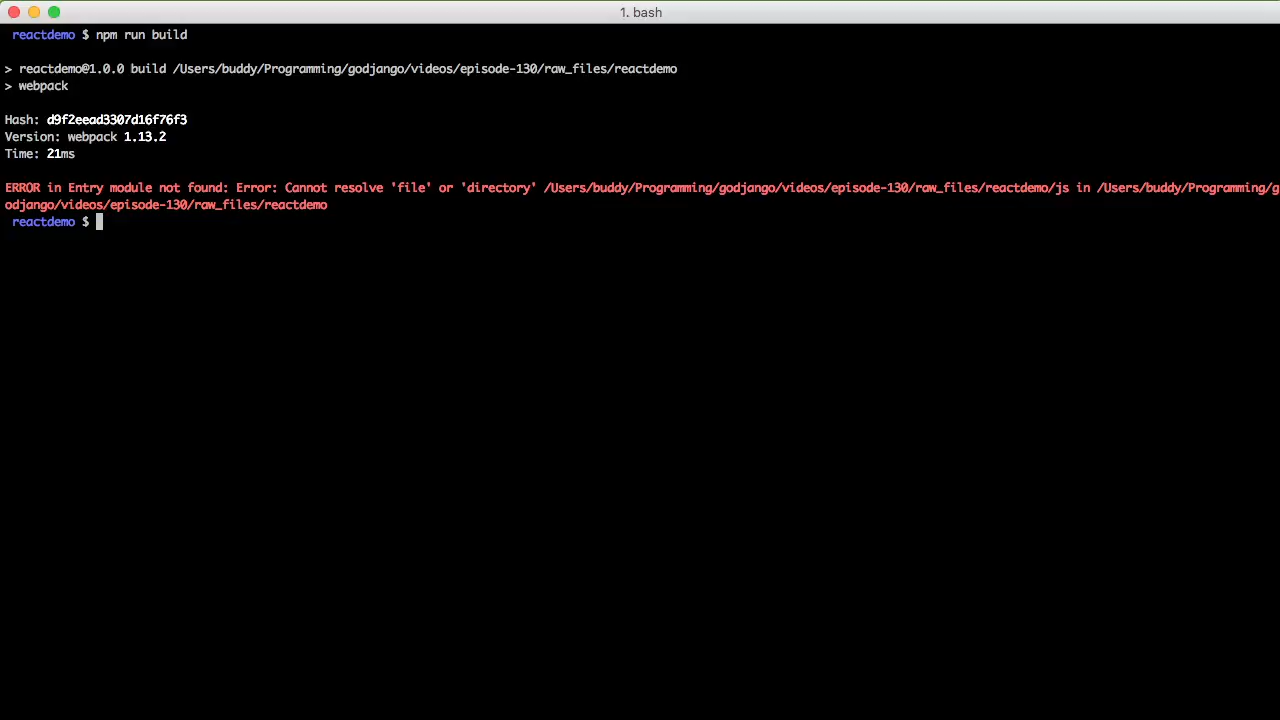 1. bash
reactdemo $ npm run build
> reactdemo@1.0.0 build /Users/buddy/Programming/godjango/videos/episode-130/raw_files/reactdemo
> webpack
Hash: d9f2eead3307d16f76f3
Version: webpack 1.13.2
Time: 21ms
ERROR in Entry module not found: Error: Cannot resolve 'file' or 'directory' /Users/buddy/Programming/godjango/videos/episode-130/raw_files/reactdemo/js in /Users/buddy/Programming/g
odjango/videos/episode-130/raw_files/reactdemo
reactdemo $